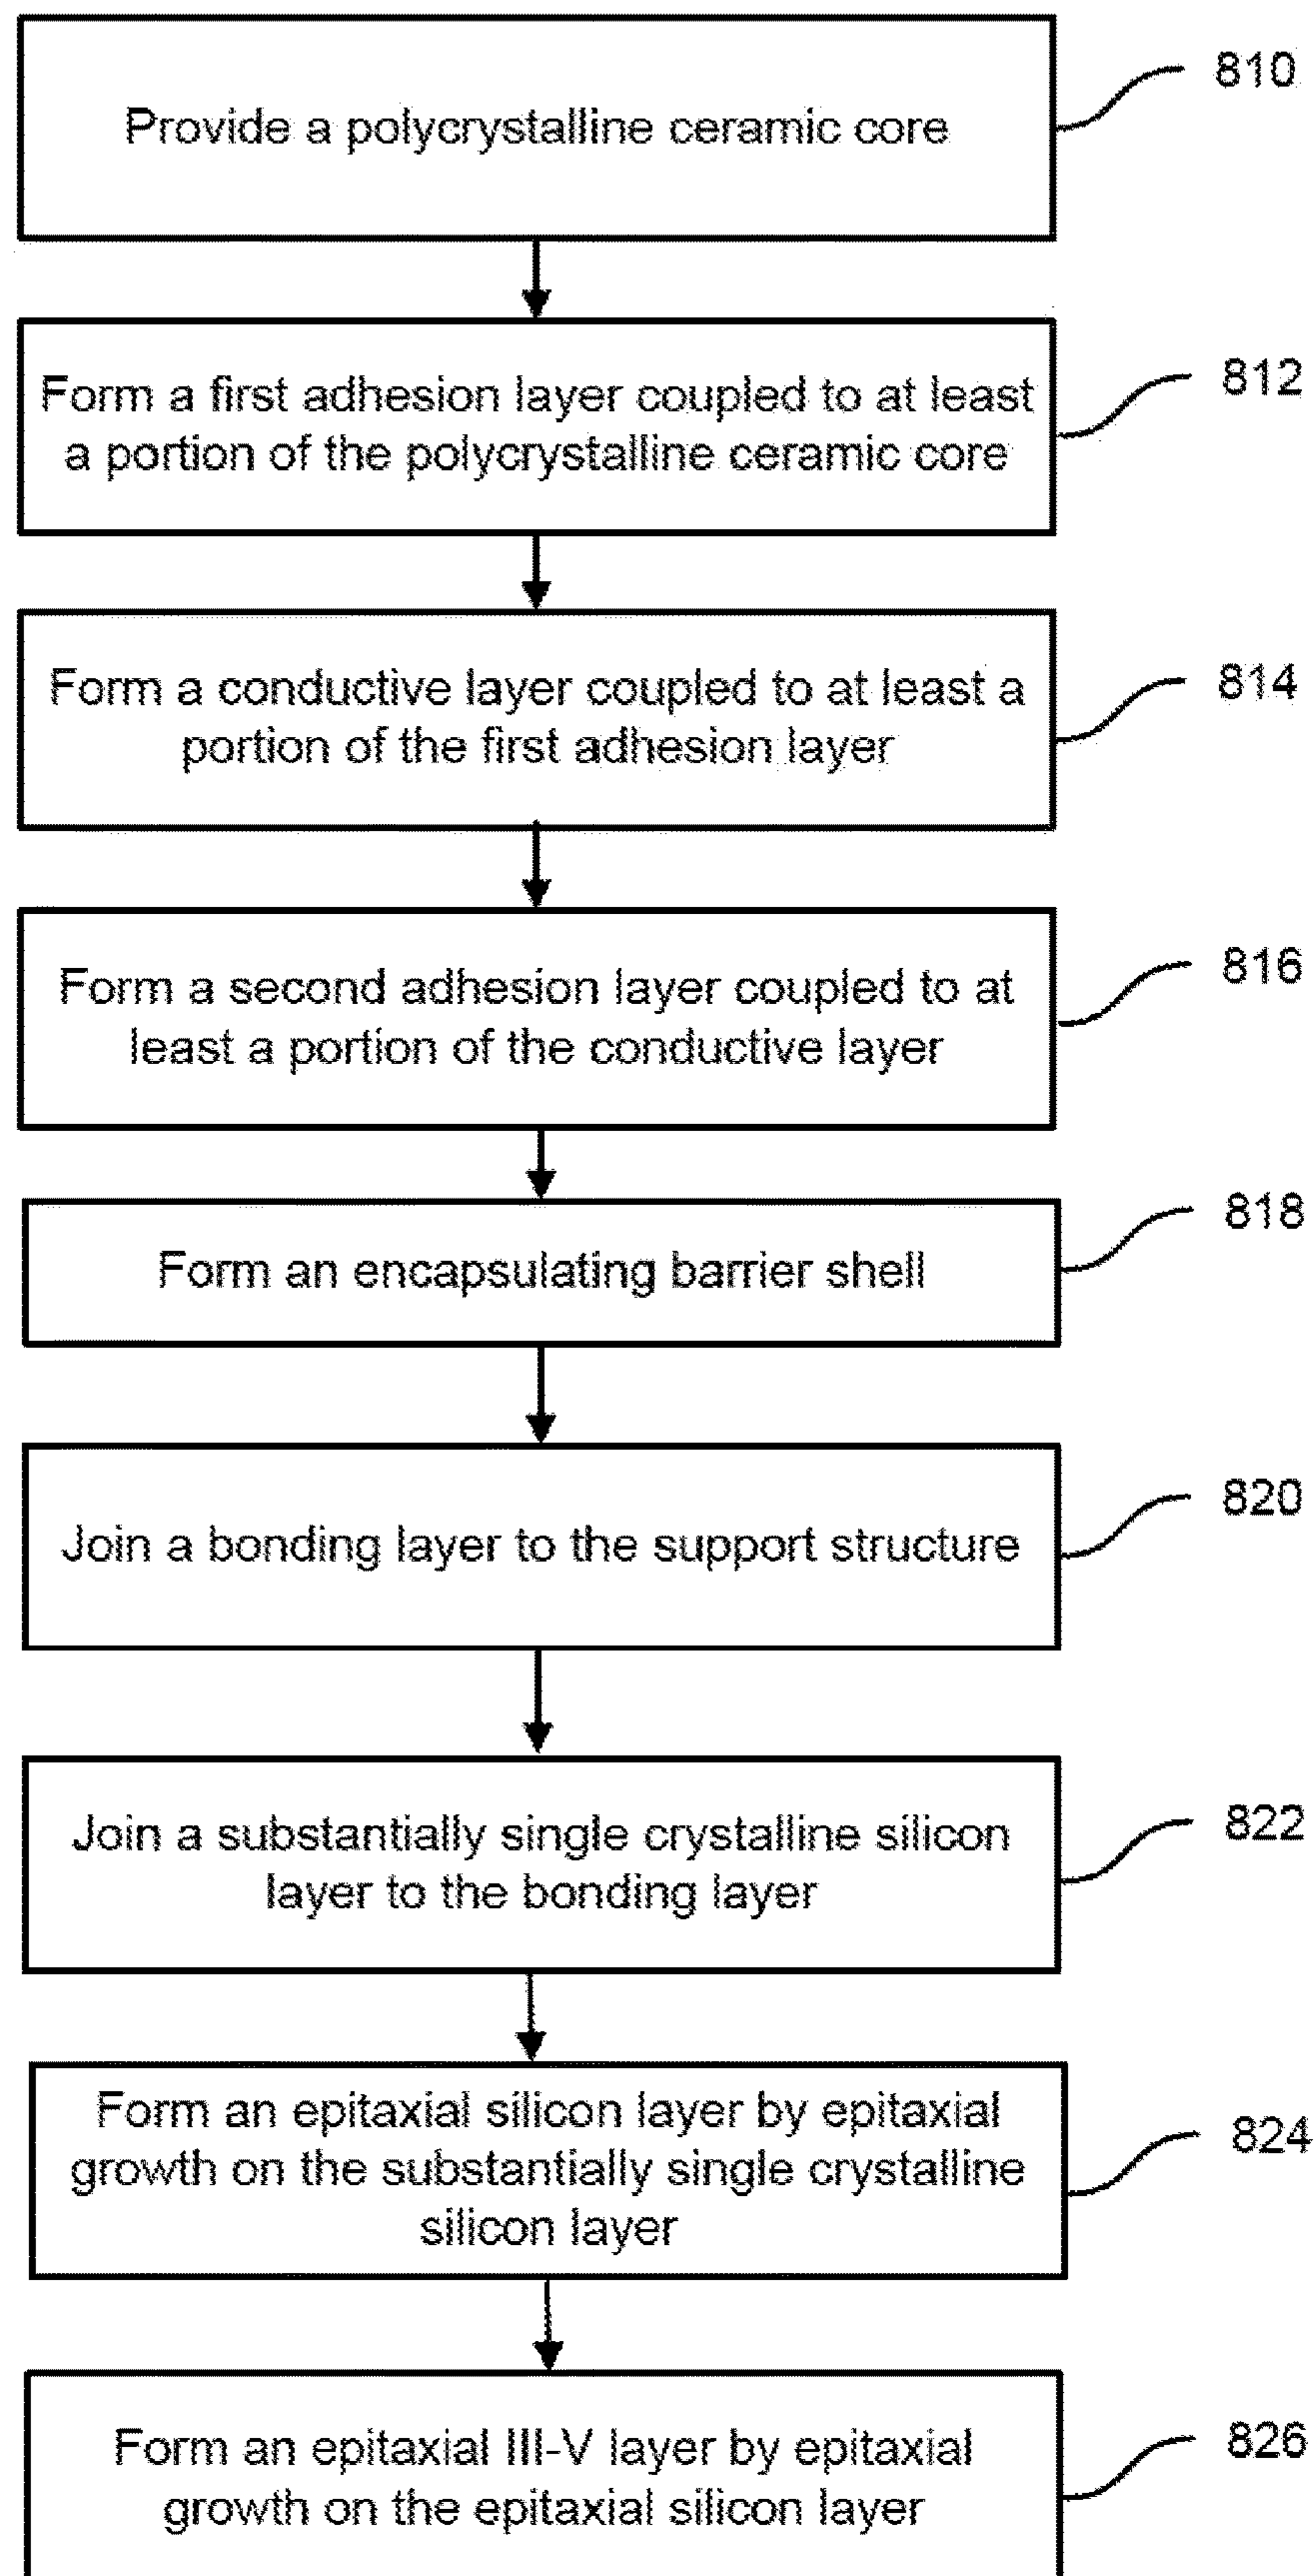 Provide a polycrystalline ceramic core
810
Form a first adhesion layer coupled to at least
a portion of the polycrystalline ceramic core
812
Form a conductive layer coupled to at least a
portion of the first adhesion layer
814
Form a second adhesion layer coupled to at
least a portion of the conductive layer
816
Form an encapsulating barrier shell
818
Join a bonding layer to the support structure
820
Join a substantially single crystalline silicon
layer to the bonding layer
822
Form an epitaxial silicon layer by epitaxial
growth on the substantially single crystalline
silicon layer
824
Form an epitaxial III-V layer by epitaxial
growth on the epitaxial silicon layer
826